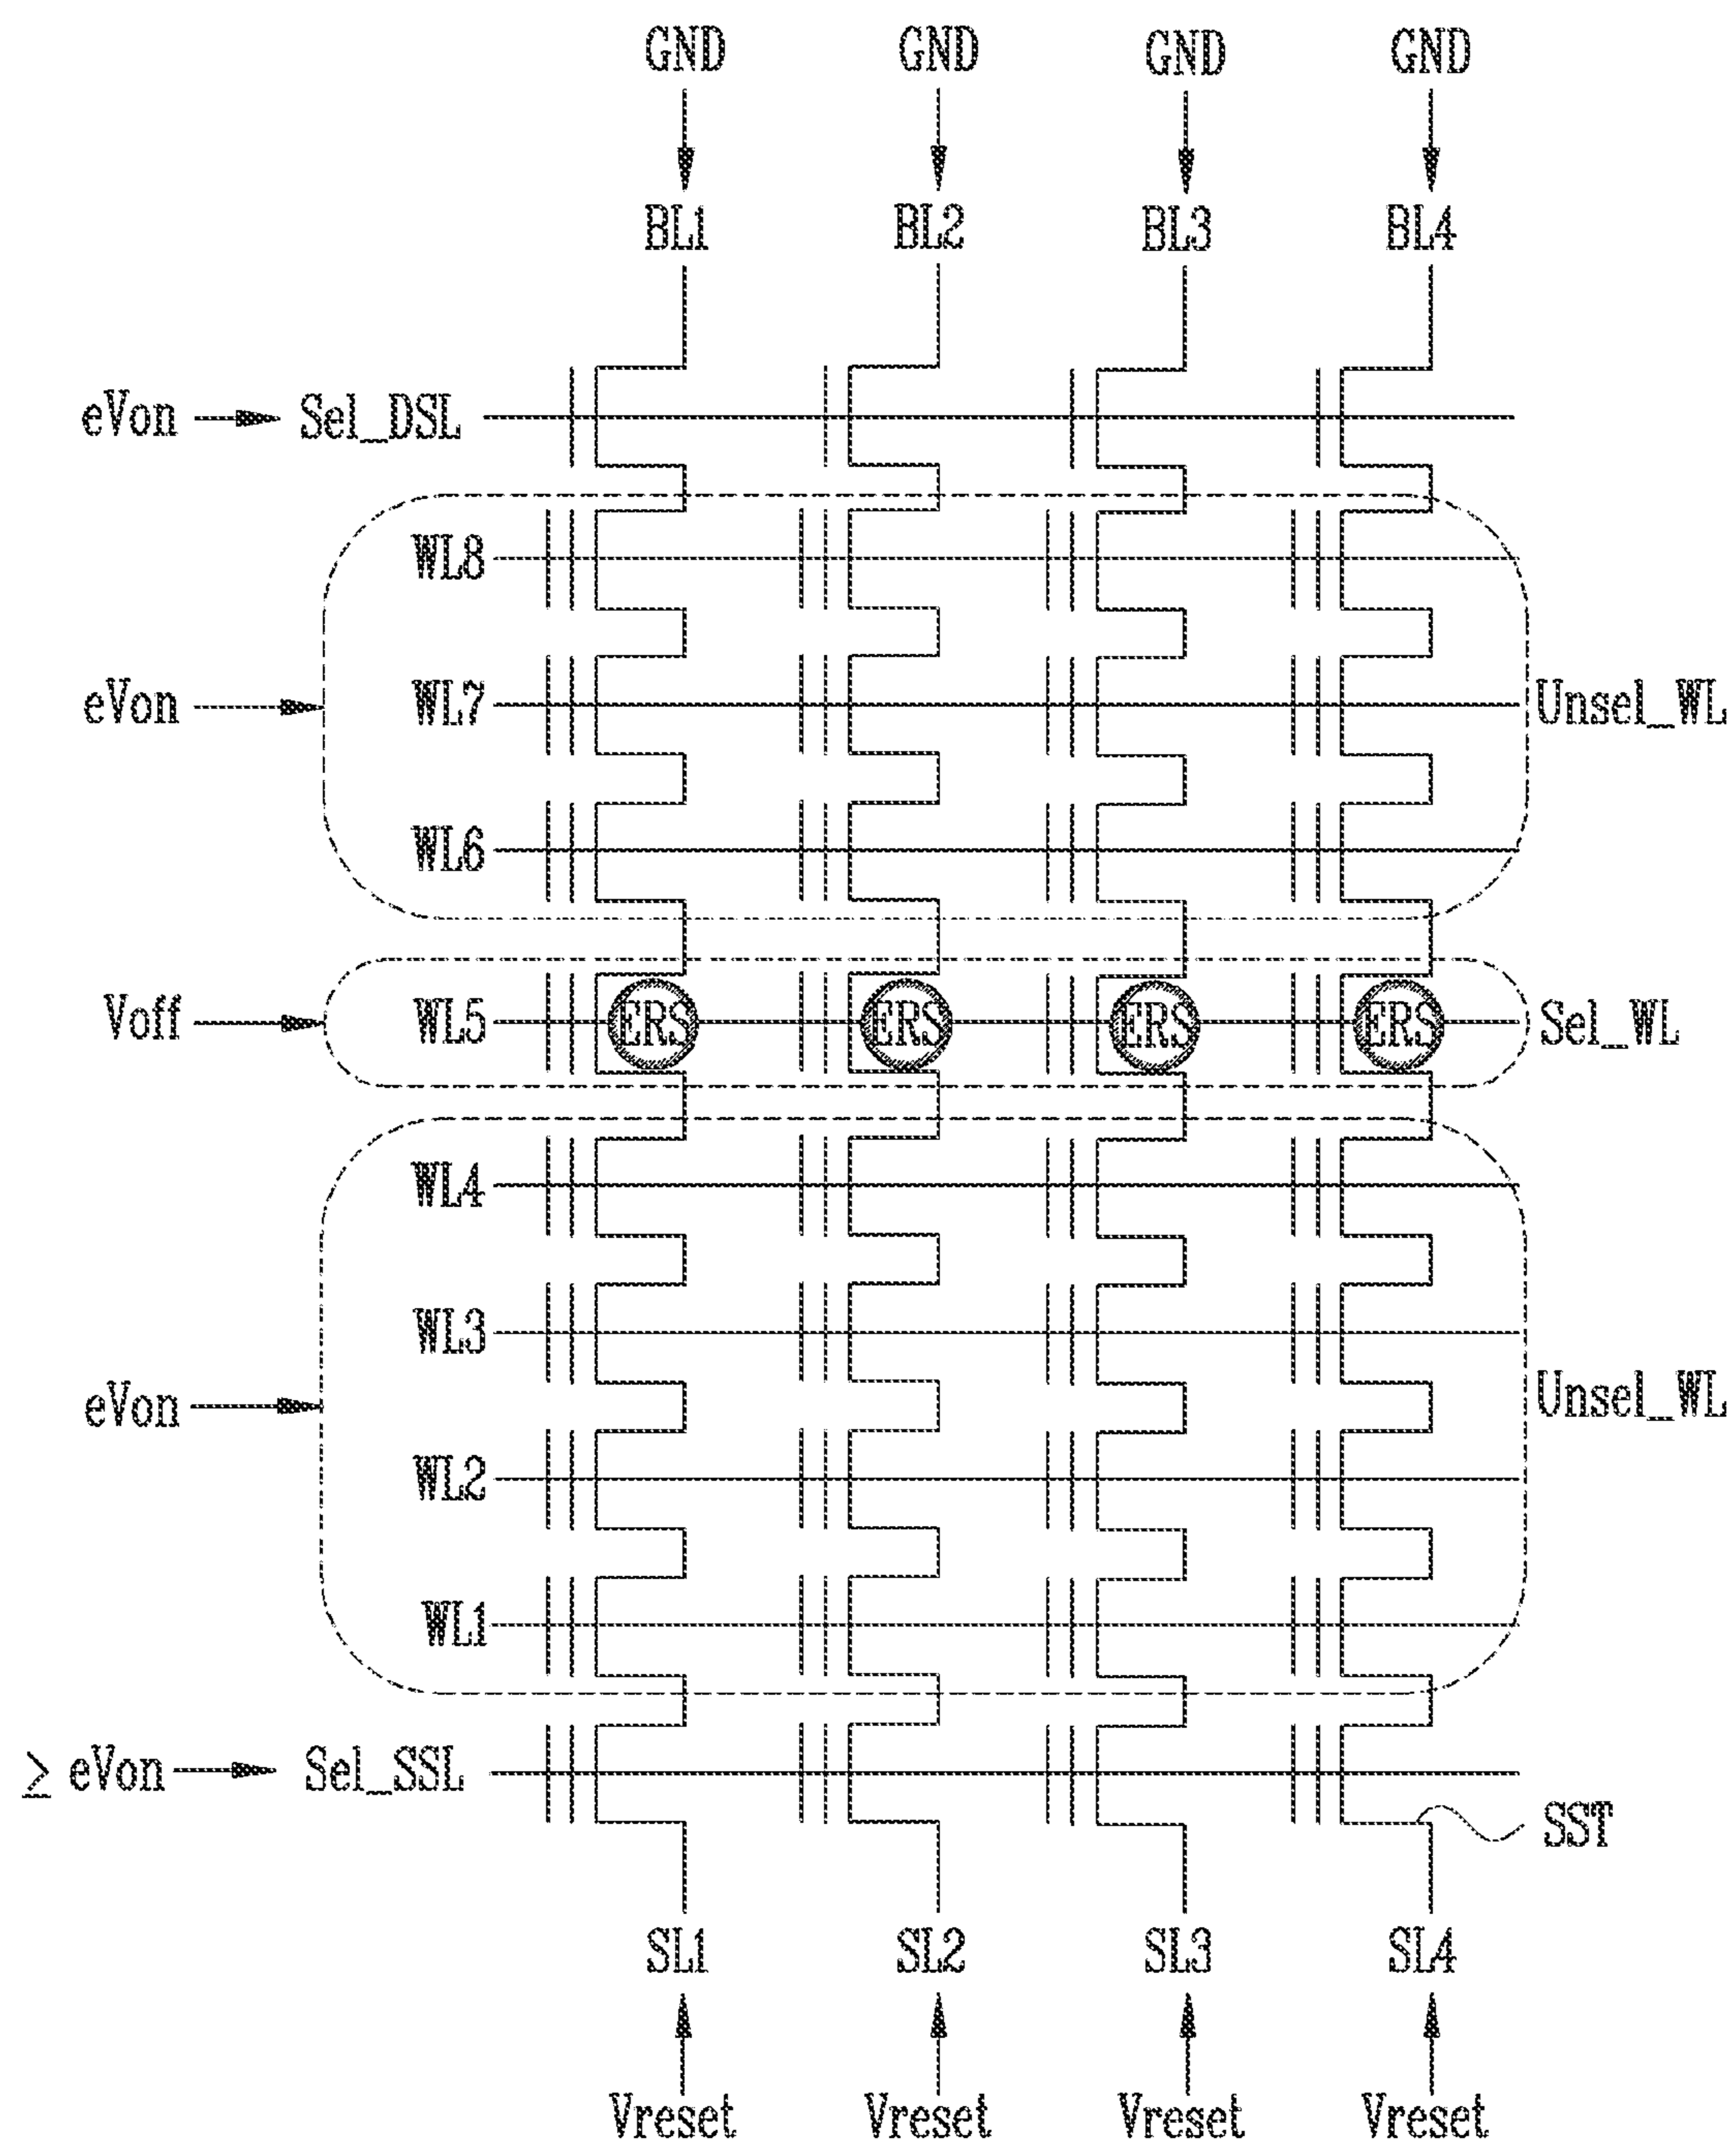 GND GND GND GND
BL1 BL2 BL3 BL4
eVon Sel_DSL
WL8
eVon WL7 Unsel_WL
WL6
Voff WL5 ERS ERS ERS ERS Sel_WL
WL4
WL3
eVon Unsel_WL
WL2
WL1
≥ eVon Sel_SSL
SST
SL1 SL2 SL3 SL4
Vreset Vreset Vreset Vreset